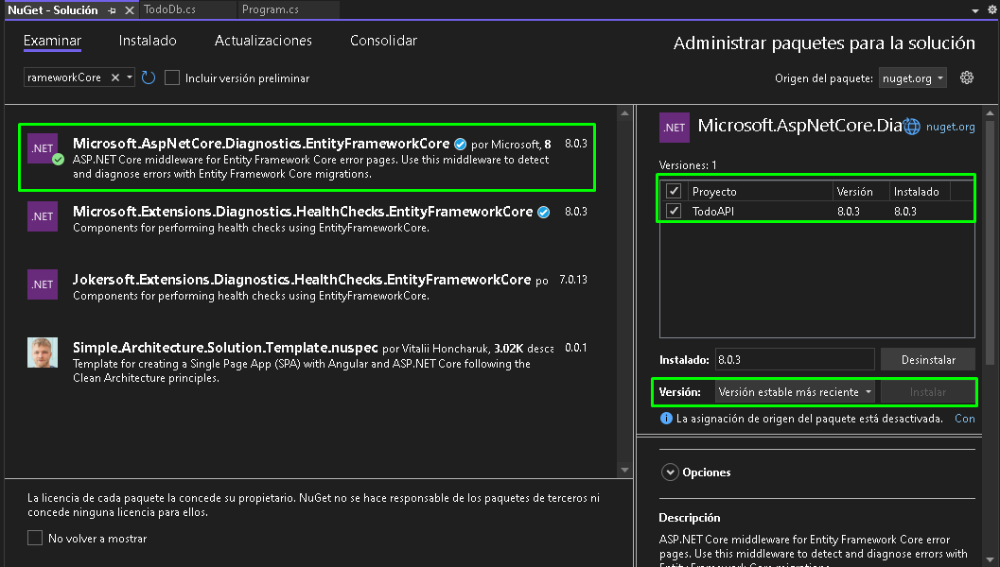 NuGet - Solución
TodoDb.cs
Program.cs
Examinar
Instalado
Actualizaciones
Consolidar
Administrar paquetes para la solución
rameworkCore
Incluir versión preliminar
Origen del paquete:
nuget.org
.NET
Microsoft.AspNetCore.Diagnostics.EntityFrameworkCore por Microsoft, 8
8.0.3
ASP.NET Core middleware for Entity Framework Core error pages. Use this middleware to detect
and diagnose errors with Entity Framework Core migrations.
.NET
Microsoft.Extensions.Diagnostics.HealthChecks.EntityFrameworkCore
8.0.3
Components for performing health checks using EntityFrameworkCore.
.NET
Jokersoft.Extensions.Diagnostics.HealthChecks.EntityFrameworkCore po
7.0.13
Components for performing health checks using EntityFrameworkCore.
Simple.Architecture.Solution.Template.nuspec por Vitalii Honcharuk, 3.02K desca
0.0.1
Template for creating a Single Page App (SPA) with Angular and ASP.NET Core following the
Clean Architecture principles.
La licencia de cada paquete la concede su propietario. NuGet no se hace responsable de los paquetes de terceros ni
concede ninguna licencia para ellos.
No volver a mostrar
.NET
Microsoft.AspNetCore.Dia
nuget.org
Versiones: 1
Proyecto Versión Instalado
TodoAPI 8.0.3 8.0.3
Instalado: 8.0.3 Desinstalar
Versión: Versión estable más reciente Instalar
La asignación de origen del paquete está desactivada. Con
Opciones
Descripción
ASP.NET Core middleware for Entity Framework Core error
pages. Use this middleware to detect and diagnose errors with
Entity Framework Core migrations.